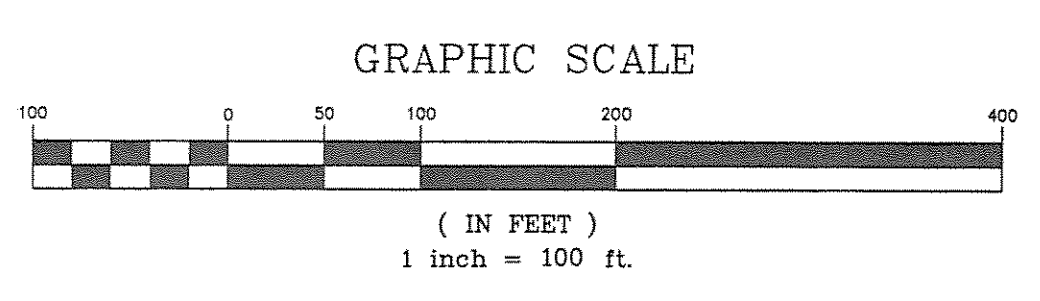 GRAPHIC SCALE
100 0 50 100 200 400
( IN FEET )
1 inch = 100 ft.